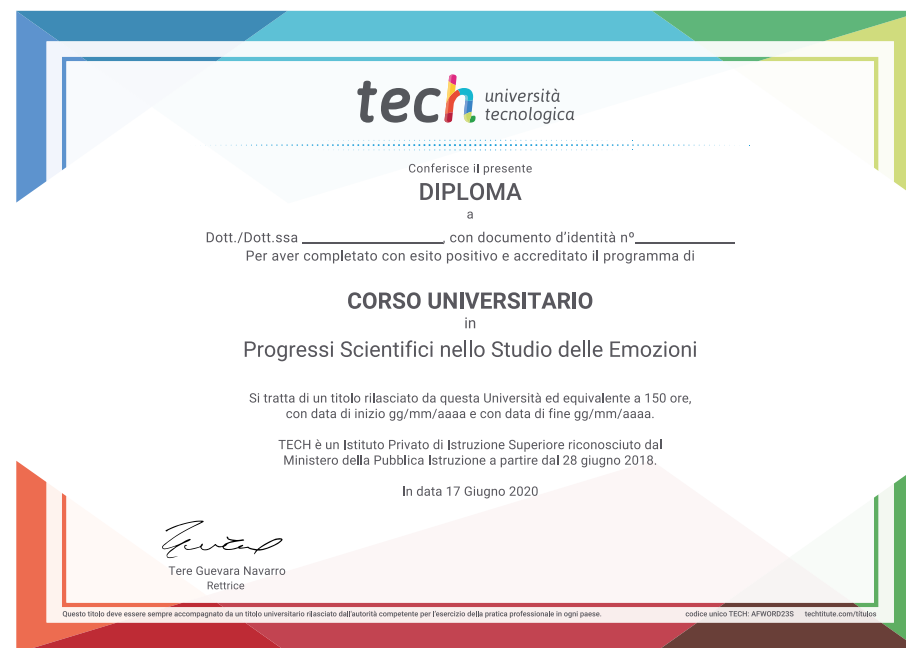 tech università
tecnologica
Conferisce il presente
DIPLOMA
a
Dott./Dott.ssa ____________________, con documento d'identità nº______________
Per aver completato con esito positivo e accreditato il programma di
CORSO UNIVERSITARIO
in
Progressi Scientifici nello Studio delle Emozioni
Si tratta di un titolo rilasciato da questa Università ed equivalente a 150 ore,
con data di inizio gg/mm/aaaa e con data di fine gg/mm/aaaa.
TECH è un Istituto Privato di Istruzione Superiore riconosciuto dal
Ministero della Pubblica Istruzione a partire dal 28 giugno 2018.
In data 17 Giugno 2020
Tere Guevara Navarro
Rettrice
Questo titolo deve essere sempre accompagnato da un titolo universitario rilasciato dall'autorità competente per l'esercizio della pratica professionale in ogni paese. codice unico TECH: AFWORD23S techtitute.com/titulos